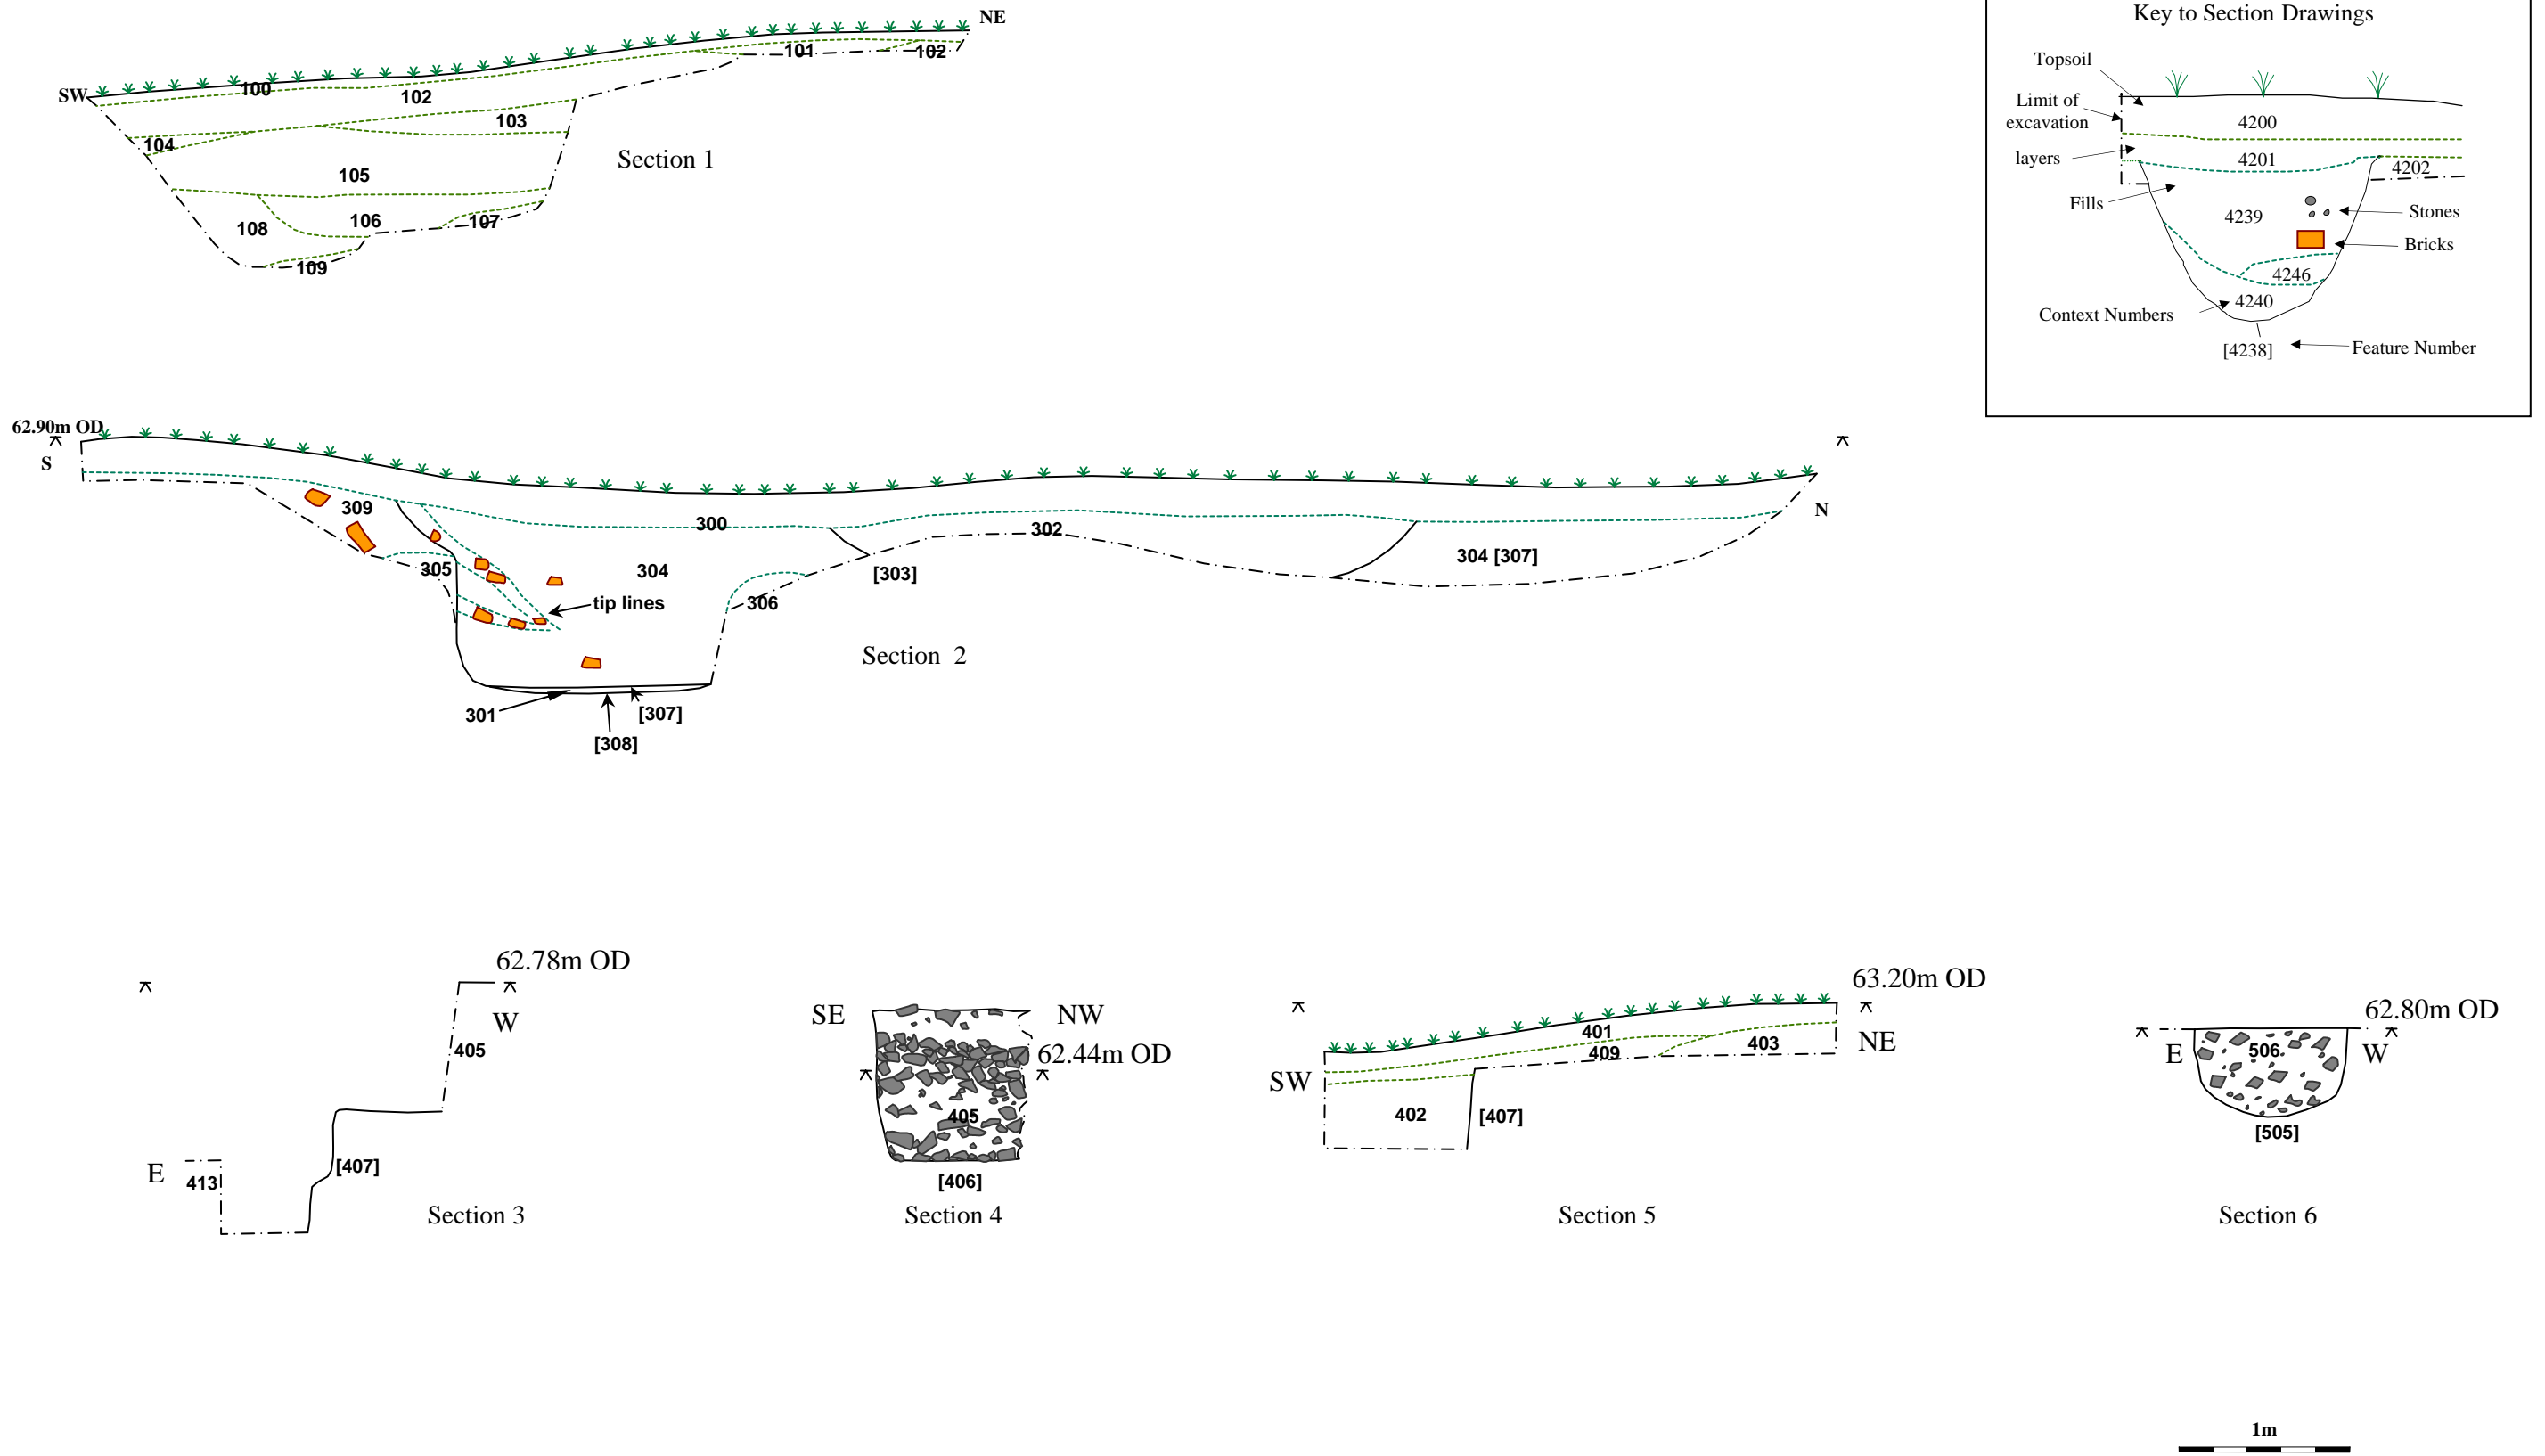 NE
SW
100
101
102
102
103
104
105
106
107
108
109
Section 1
Key to Section Drawings
Topsoil
Limit of
excavation
layers
Fills
4200
4201
4202
4239
Stones
Bricks
4246
4240
Context Numbers
[4238]
Feature Number
62.90m OD
S
N
309
300
302
305
304
304 [307]
[303]
tip lines
306
Section 2
301
[307]
[308]
62.78m OD
W
405
E
413
[407]
Section 3
SE
NW
62.44m OD
405
[406]
Section 4
63.20m OD
401
409
403
NE
SW
402
[407]
Section 5
62.80m OD
E
506
W
[505]
Section 6
1m